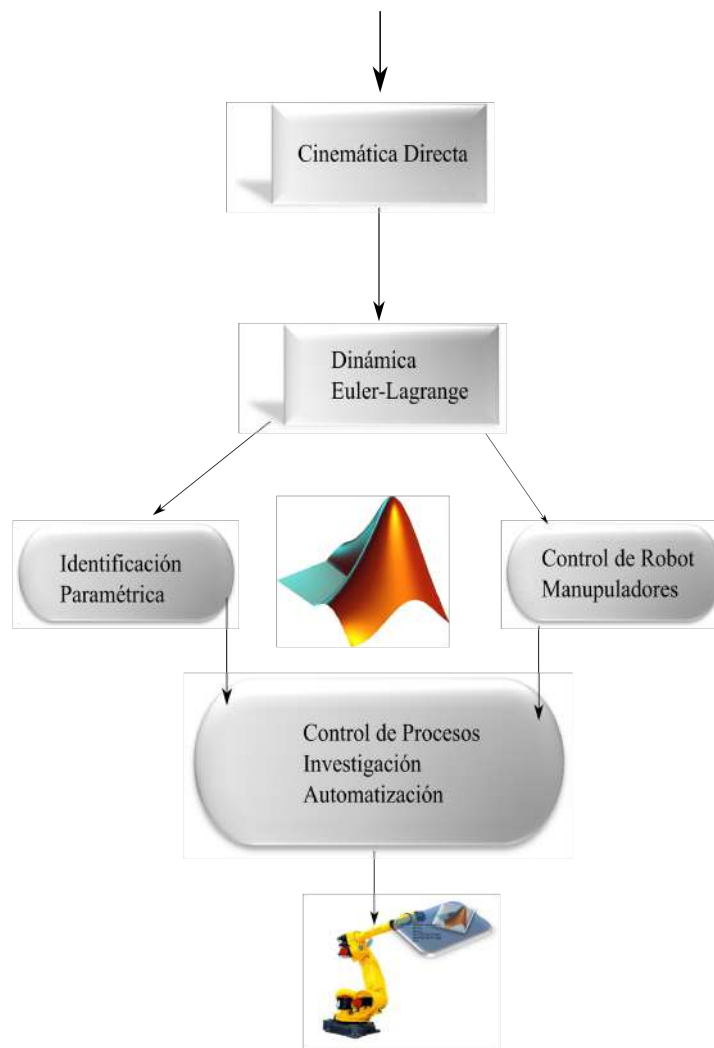 Cinemática Directa
Dinámica
Euler-Lagrange
Identificación
Paramétrica
Control de Robot
Manupuladores
Control de Procesos
Investigación
Automatización